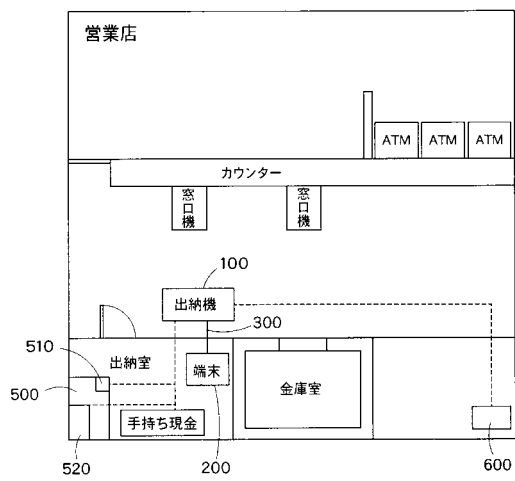 営業店
ATM ATM ATM
カウンター
窓口機 窓口機
100
出納機
300
510
出納室
500
端末
金庫室
手持ち現金
520
200
600